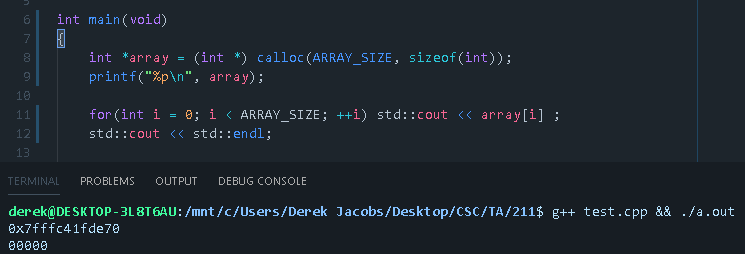 6 int main(void)
7 {
8 int *array = (int *) calloc(ARRAY_SIZE, sizeof(int));
9 printf("%p\n", array);
10
11 for(int i = 0; i < ARRAY_SIZE; ++i) std::cout << array[i] ;
12 std::cout << std::endl;
13
TERMINAL PROBLEMS OUTPUT DEBUG CONSOLE
derek@DESKTOP-3L8T6AU:/mnt/c/Users/Derek Jacobs/Desktop/CSC/TA/211$ g++ test.cpp && ./a.out
0x7fffc41fde70
00000